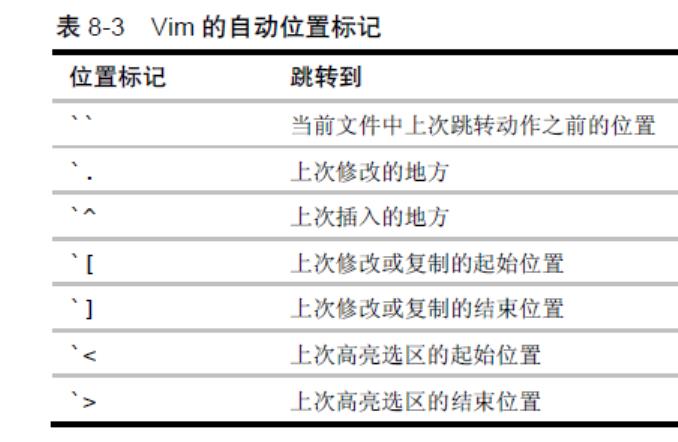 表 8-3 Vim 的自动位置标记
位置标记 跳转到
`` 当前文件中上次跳转动作之前的位置
`. 上次修改的地方
`^ 上次插入的地方
`[ 上次修改或复制的起始位置
`] 上次修改或复制的结束位置
`< 上次高亮选区的起始位置
`> 上次高亮选区的结束位置